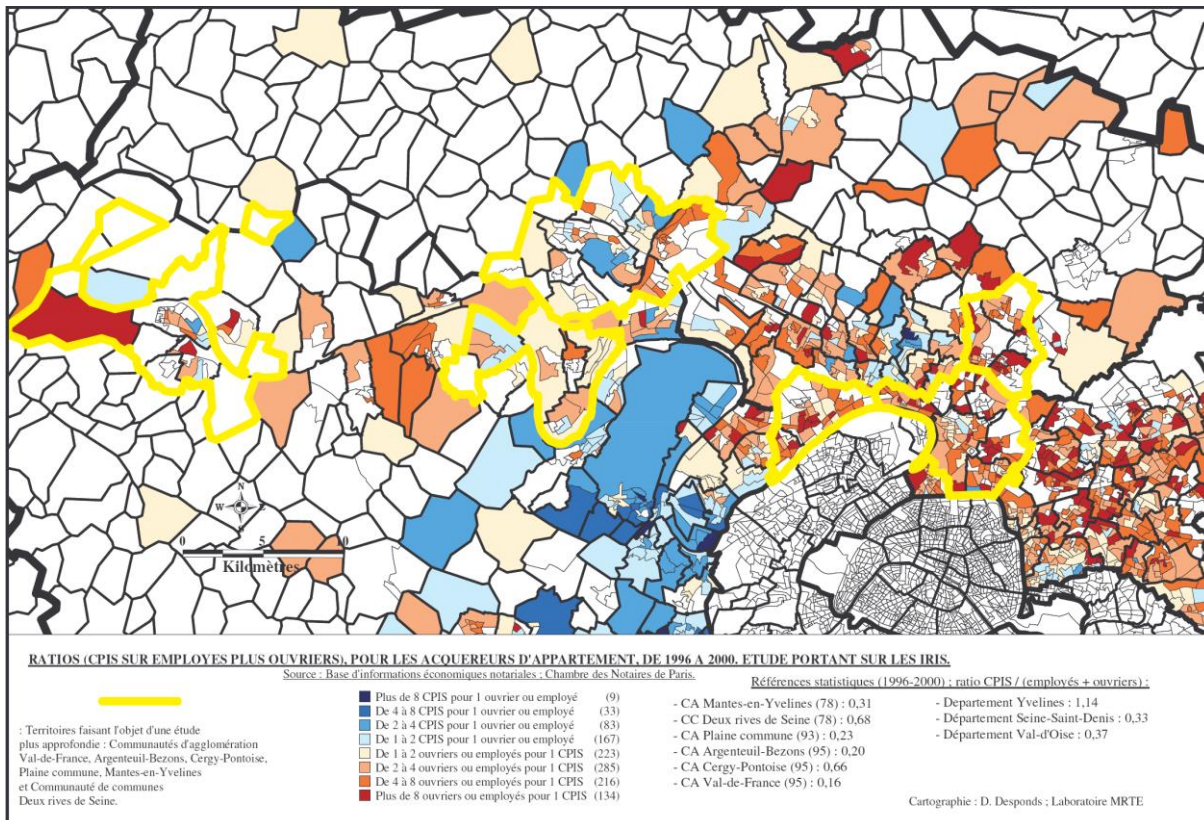 N
W
E
S
0 5 0
Kilomètres
RATIOS (CPIS SUR EMPLOYES PLUS OUVRIERS), POUR LES ACQUEREURS D'APPARTEMENT, DE 1996 A 2000. ETUDE PORTANT SUR LES IRIS.
Source : Base d'informations économiques notariales ; Chambre des Notaires de Paris.
: Territoires faisant l'objet d'une étude
plus approfondie : Communautés d'agglomération
Val-de-France, Argenteuil-Bezons, Cergy-Pontoise,
Plaine commune, Mantes-en-Yvelines
et Communauté de communes
Deux rives de Seine.
Plus de 8 CPIS pour 1 ouvrier ou employé (9)
De 4 à 8 CPIS pour 1 ouvrier ou employé (33)
De 2 à 4 CPIS pour 1 ouvrier ou employé (83)
De 1 à 2 CPIS pour 1 ouvrier ou employé (167)
De 1 à 2 ouvriers ou employés pour 1 CPIS (223)
De 2 à 4 ouvriers ou employés pour 1 CPIS (285)
De 4 à 8 ouvriers ou employés pour 1 CPIS (216)
Plus de 8 ouvriers ou employés pour 1 CPIS (134)
Références statistiques (1996-2000) ; ratio CPIS / (employés + ouvriers) :
- CA Mantes-en-Yvelines (78) : 0,31
- CC Deux rives de Seine (78) : 0,68
- CA Plaine commune (93) : 0,23
- CA Argenteuil-Bezons (95) : 0,20
- CA Cergy-Pontoise (95) : 0,66
- CA Val-de-France (95) : 0,16
- Departement Yvelines : 1,14
- Département Seine-Saint-Denis : 0,33
- Département Val-d'Oise : 0,37
Cartographie : D. Desponds ; Laboratoire MRTE